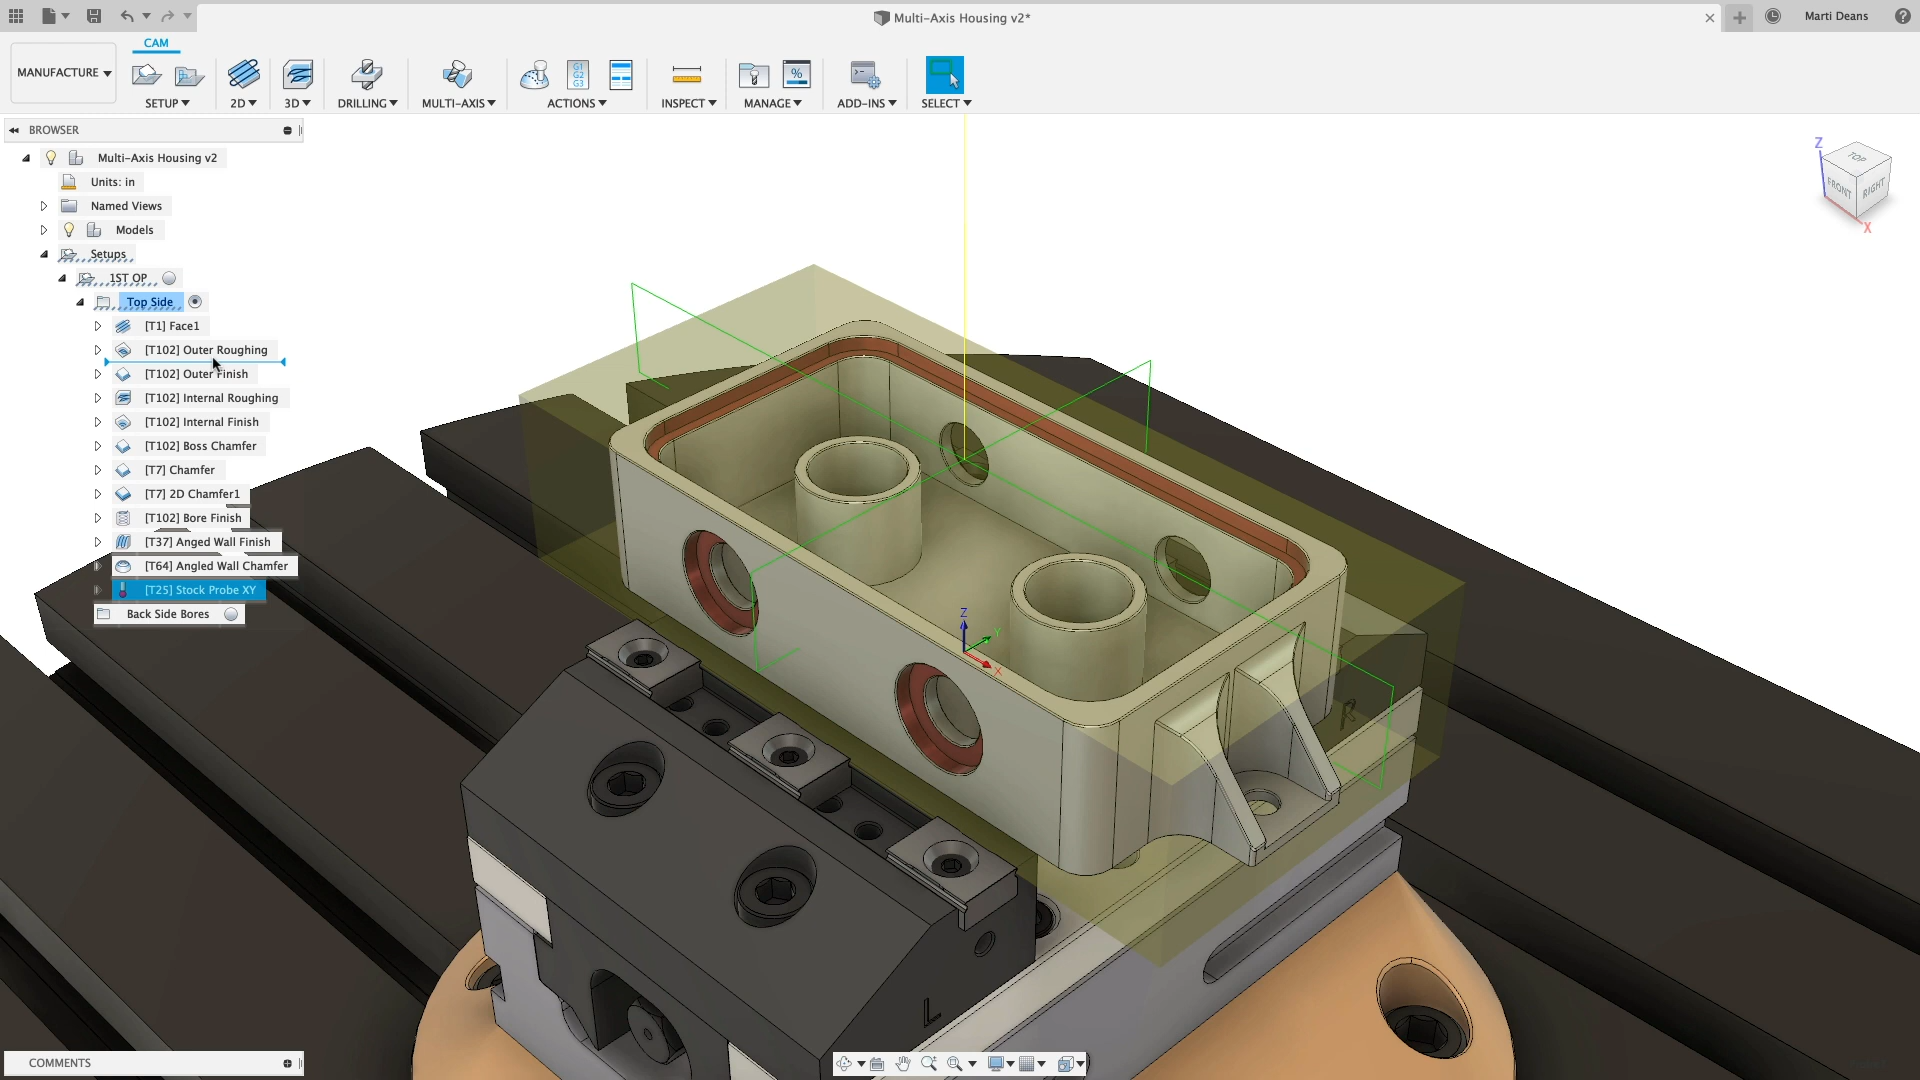 Multi-Axis Housing v2*
Marti Deans
CAM
MANUFACTURE
SETUP
2D
3D
DRILLING
MULTI-AXIS
G1
G2
G3
ACTIONS
INSPECT
%
MANAGE
ADD-INS
SELECT
BROWSER
Multi-Axis Housing v2
Units: in
Named Views
Models
Setups
1ST OP
Top Side
[T1] Face1
[T102] Outer Roughing
[T102] Outer Finish
[T102] Internal Roughing
[T102] Internal Finish
[T102] Boss Chamfer
[T7] Chamfer
[T7] 2D Chamfer1
[T102] Bore Finish
[T37] Anged Wall Finish
[T64] Angled Wall Chamfer
[T25] Stock Probe XY
Back Side Bores
Z
TOP
FRONT
RIGHT
X
Z
Y
X
R
L
COMMENTS